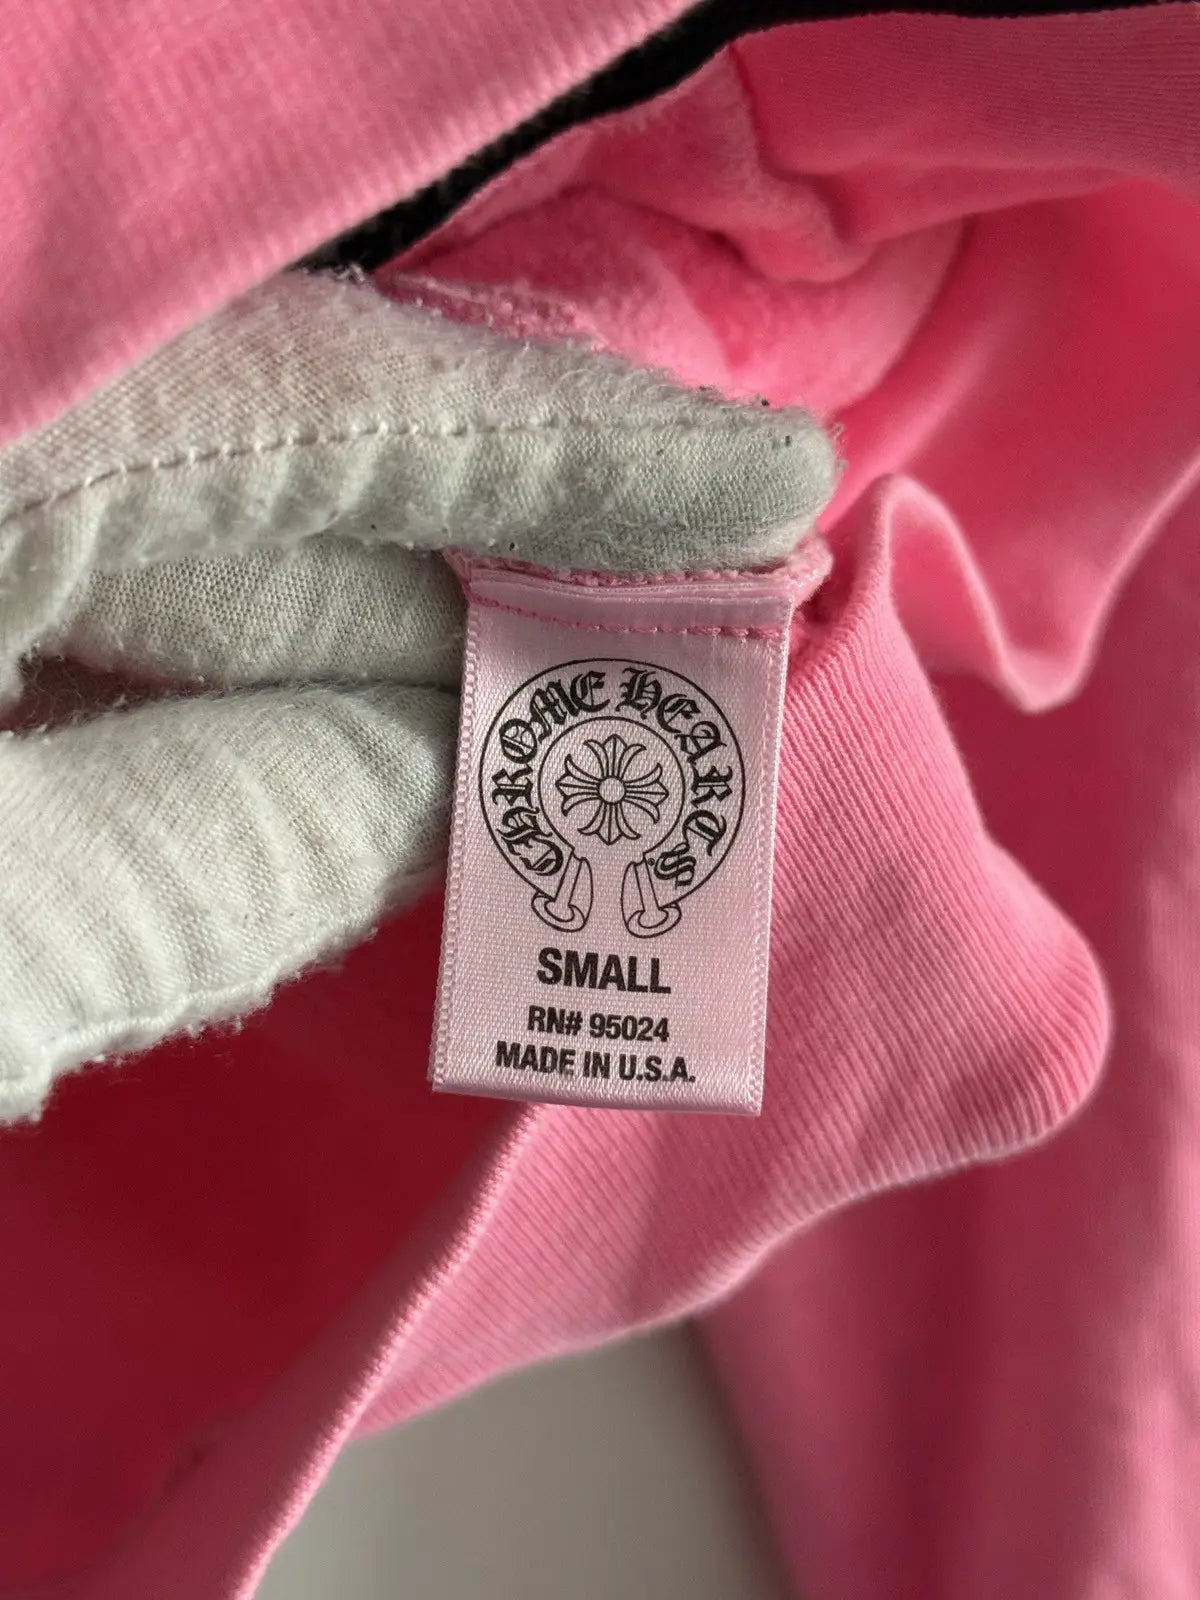 CHROME HEARTS
SMALL
RN# 95024
MADE IN U.S.A.